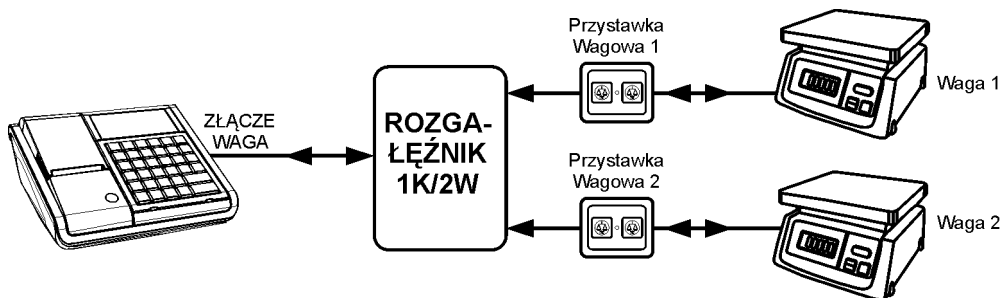 Przystawka
Wagowa 1
Waga 1
ZŁĄCZE
WAGA
ROZGA-
ŁĘŹNIK
1K/2W
Przystawka
Wagowa 2
Waga 2